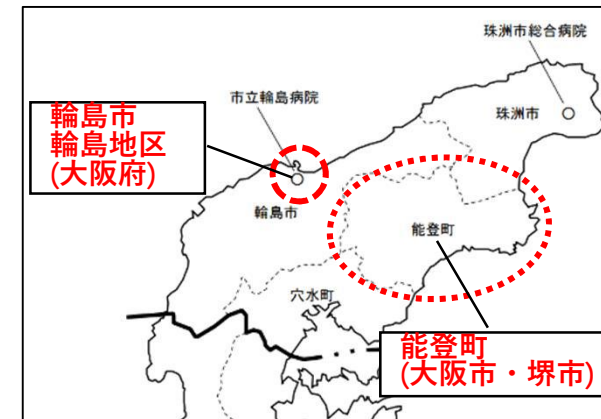 珠洲市総合病院
市立輪島病院
珠洲市
輪島市
輪島地区
(大阪府)
輪島市
能登町
穴水町
能登町
(大阪市・堺市)